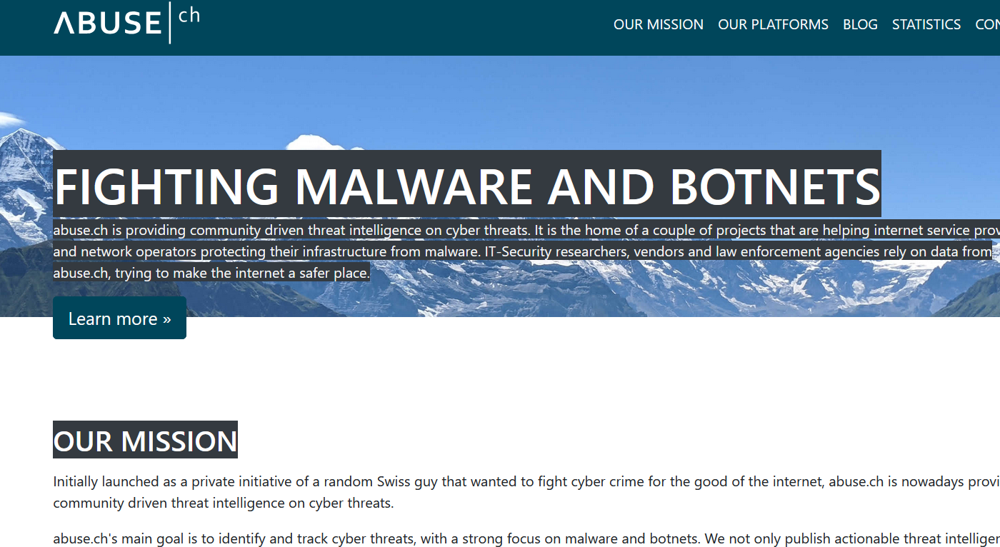 ABUSE ch
OUR MISSION OUR PLATFORMS BLOG STATISTICS
FIGHTING MALWARE AND BOTNETS
abuse.ch is providing community driven threat intelligence on cyber threats. It is the home of a couple of projects that are helping internet service
and network operators protecting their infrastructure from malware. IT-Security researchers, vendors and law enforcement agencies rely on data from
abuse.ch, trying to make the internet a safer place.
Learn more »
OUR MISSION
Initially launched as a private initiative of a random Swiss guy that wanted to fight cyber crime for the good of the internet, abuse.ch is nowadays
community driven threat intelligence on cyber threats.
abuse.ch's main goal is to identify and track cyber threats, with a strong focus on malware and botnets. We not only publish actionable threat